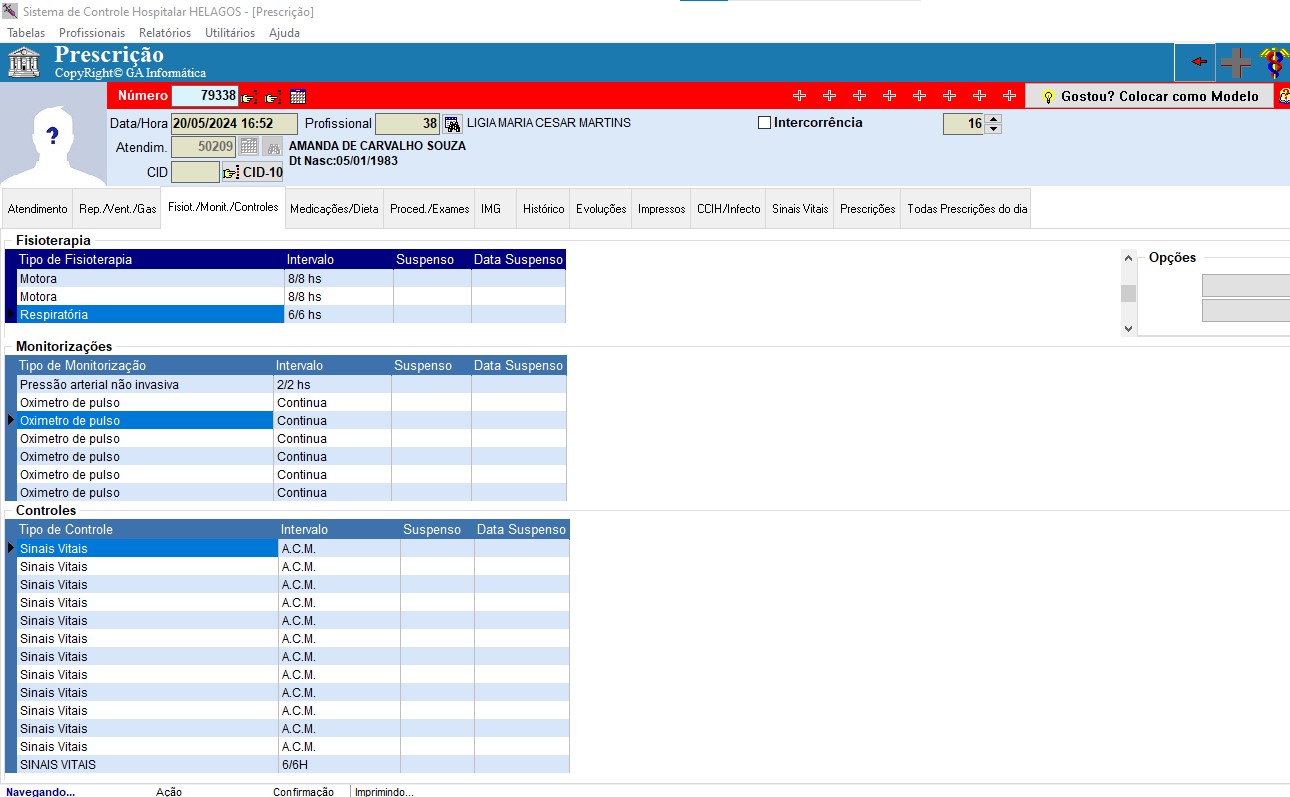 Sistema de Controle Hospitalar HELAGOS - [Prescrição]
Tabelas Profissionais Relatórios Utilitários Ajuda
Prescrição
CopyRight© GA Informática
Número 79338 Gostou? Colocar como Modelo
Data/Hora 20/05/2024 16:52 Profissional 38 LIGIA MARIA CESAR MARTINS Intercorrência 16
Atendim. 50209 AMANDA DE CARVALHO SOUZA
Dt Nasc:05/01/1983
CID CID-10
Atendimento Rep./Vent./Gas Fisiot./Monit./Controles Medicações/Dieta Proced./Exames IMG Histórico Evoluções Impressos CCIH/Infecto Sinais Vitais Prescrições Todas Prescrições do dia
Fisioterapia
Tipo de Fisioterapia Intervalo Suspenso Data Suspenso
Motora 8/8 hs
Motora 8/8 hs
Respiratória 6/6 hs
Opções
Monitorizações
Tipo de Monitorização Intervalo Suspenso Data Suspenso
Pressão arterial não invasiva 2/2 hs
Oximetro de pulso Continua
Oximetro de pulso Continua
Oximetro de pulso Continua
Oximetro de pulso Continua
Oximetro de pulso Continua
Oximetro de pulso Continua
Controles
Tipo de Controle Intervalo Suspenso Data Suspenso
Sinais Vitais A.C.M.
Sinais Vitais A.C.M.
Sinais Vitais A.C.M.
Sinais Vitais A.C.M.
Sinais Vitais A.C.M.
Sinais Vitais A.C.M.
Sinais Vitais A.C.M.
Sinais Vitais A.C.M.
Sinais Vitais A.C.M.
Sinais Vitais A.C.M.
Sinais Vitais A.C.M.
Sinais Vitais A.C.M.
SINAIS VITAIS 6/6H
Navegando... Ação Confirmação Imprimindo...